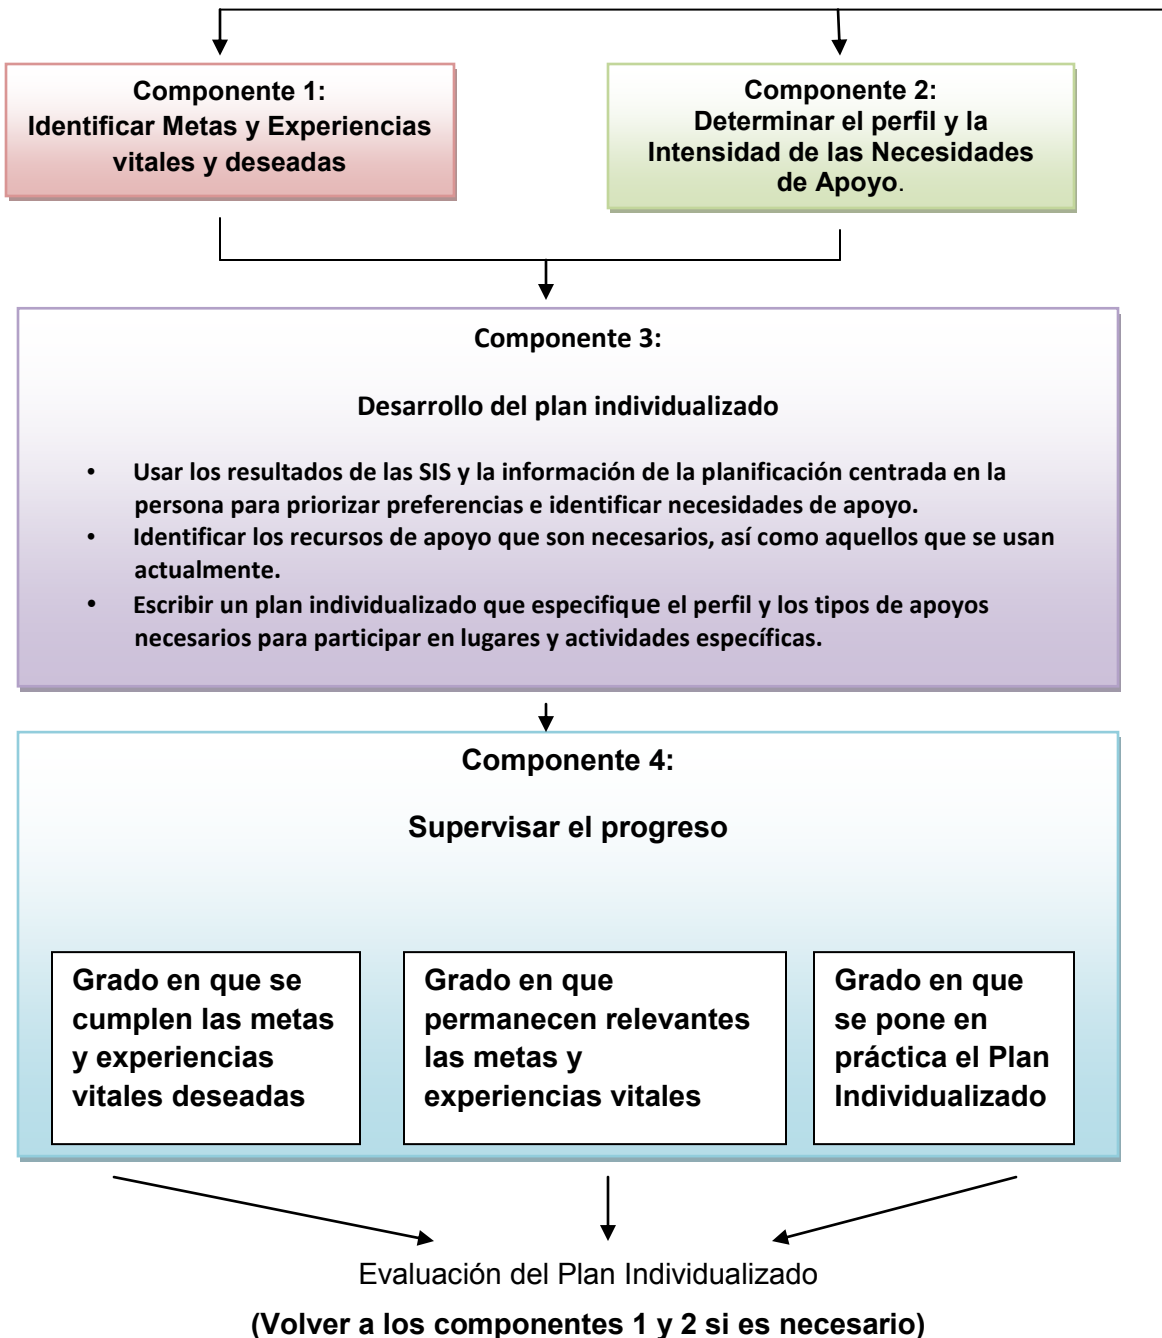 Componente 1:
Identificar Metas y Experiencias
vitales y deseadas
Componente 2:
Determinar el perfil y la
Intensidad de las Necesidades
de Apoyo.
Componente 3:
Desarrollo del plan individualizado
• Usar los resultados de las SIS y la información de la planificación centrada en la
persona para priorizar preferencias e identificar necesidades de apoyo.
• Identificar los recursos de apoyo que son necesarios, así como aquellos que se usan
actualmente.
• Escribir un plan individualizado que especifique el perfil y los tipos de apoyos
necesarios para participar en lugares y actividades específicas.
Componente 4:
Supervisar el progreso
Grado en que se
cumplen las metas
y experiencias
vitales deseadas
Grado en que
permanecen relevantes
las metas y
experiencias vitales
Grado en que
se pone en
práctica el Plan
Individualizado
Evaluación del Plan Individualizado
(Volver a los componentes 1 y 2 si es necesario)